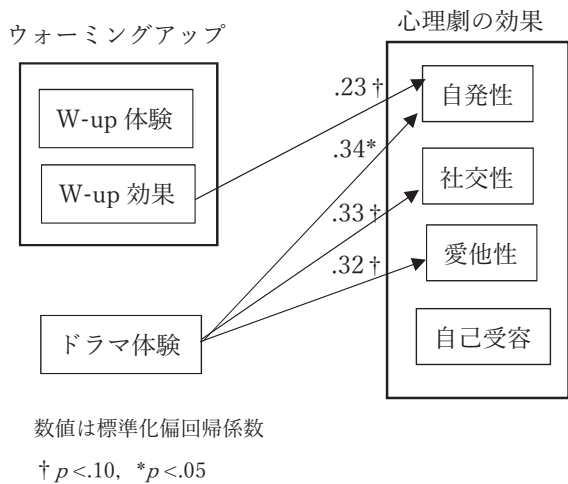 心理劇の効果
ウォーミングアップ
.23 †
自発性
W-up 体験
.34*
社交性
W-up 効果
.33 †
愛他性
.32 †
ドラマ体験
自己受容
数値は標準化偏回帰係数
† p <.10, *p <.05